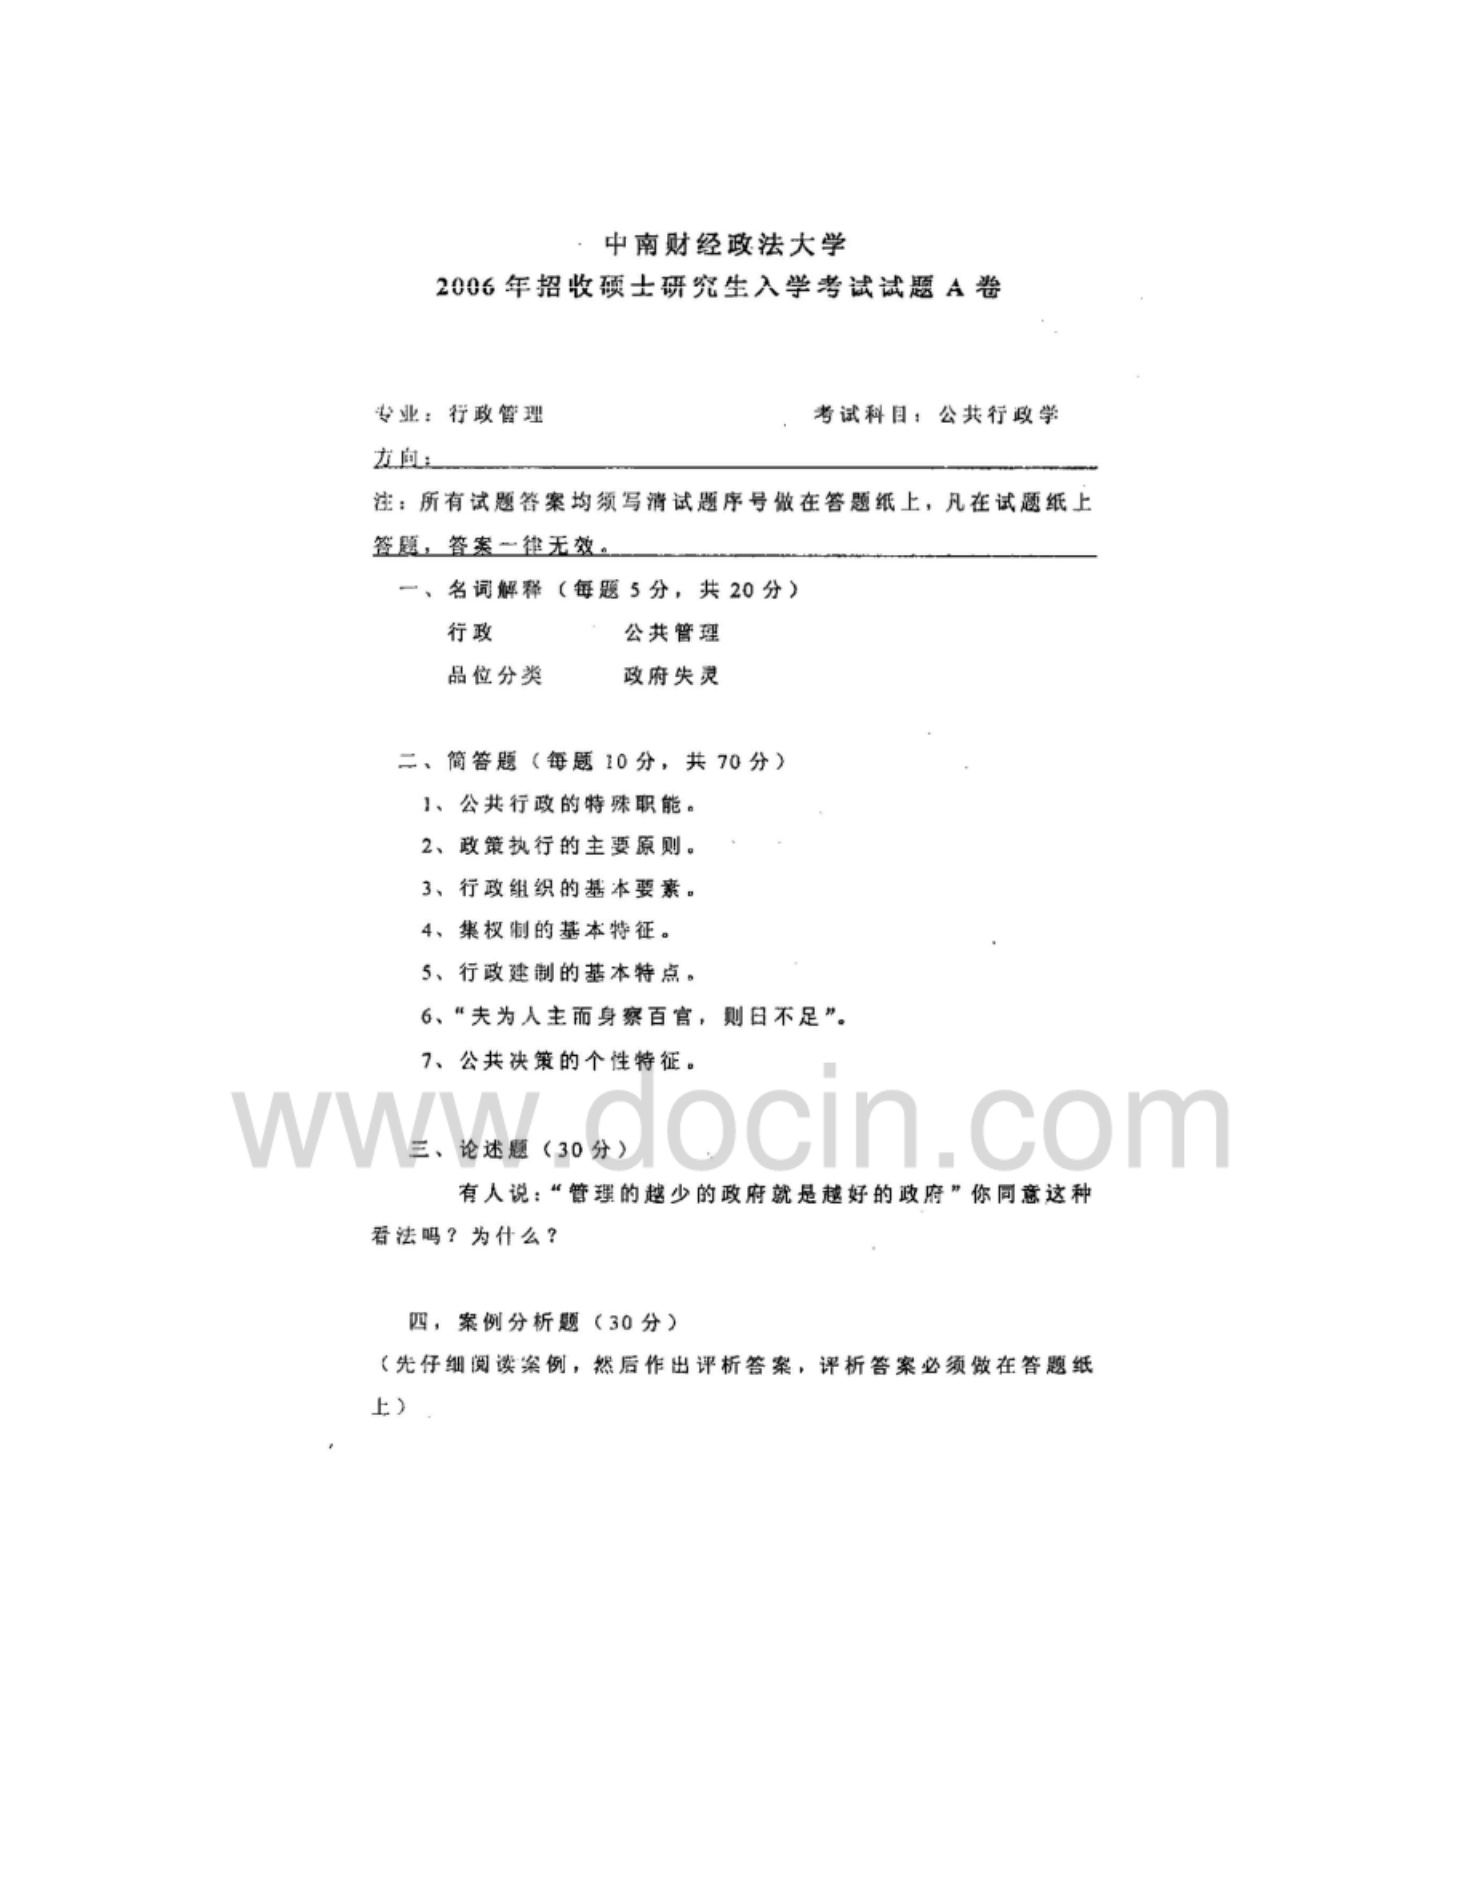 中南财经政法大学
2006年招收硕士研究生入学考试试题 A 卷
专业：行政管理 考试科目：公共行政学
方向：
注：所有试题答案均须写清试题序号做在答题纸上，凡在试题纸上
答题，答案一律无效。
一、名词解释（每题 5 分，共 20 分）
行政 公共管理
品位分类 政府失灵
二、简答题（每题 10 分，共 70 分）
1、公共行政的特殊职能。
2、政策执行的主要原则。
3、行政组织的基本要素。
4、集权制的基本特征。
5、行政建制的基本特点。
6、“夫为人主而身察百官，则日不足”。
7、公共决策的个性特征。
www.docin.com
三、论述题（30 分）
有人说：“管理的越少的政府就是越好的政府”你同意这种
看法吗？为什么？
四，案例分析题（30 分）
（先仔细阅读案例，然后作出评析答案，评析答案必须做在答题纸
上）